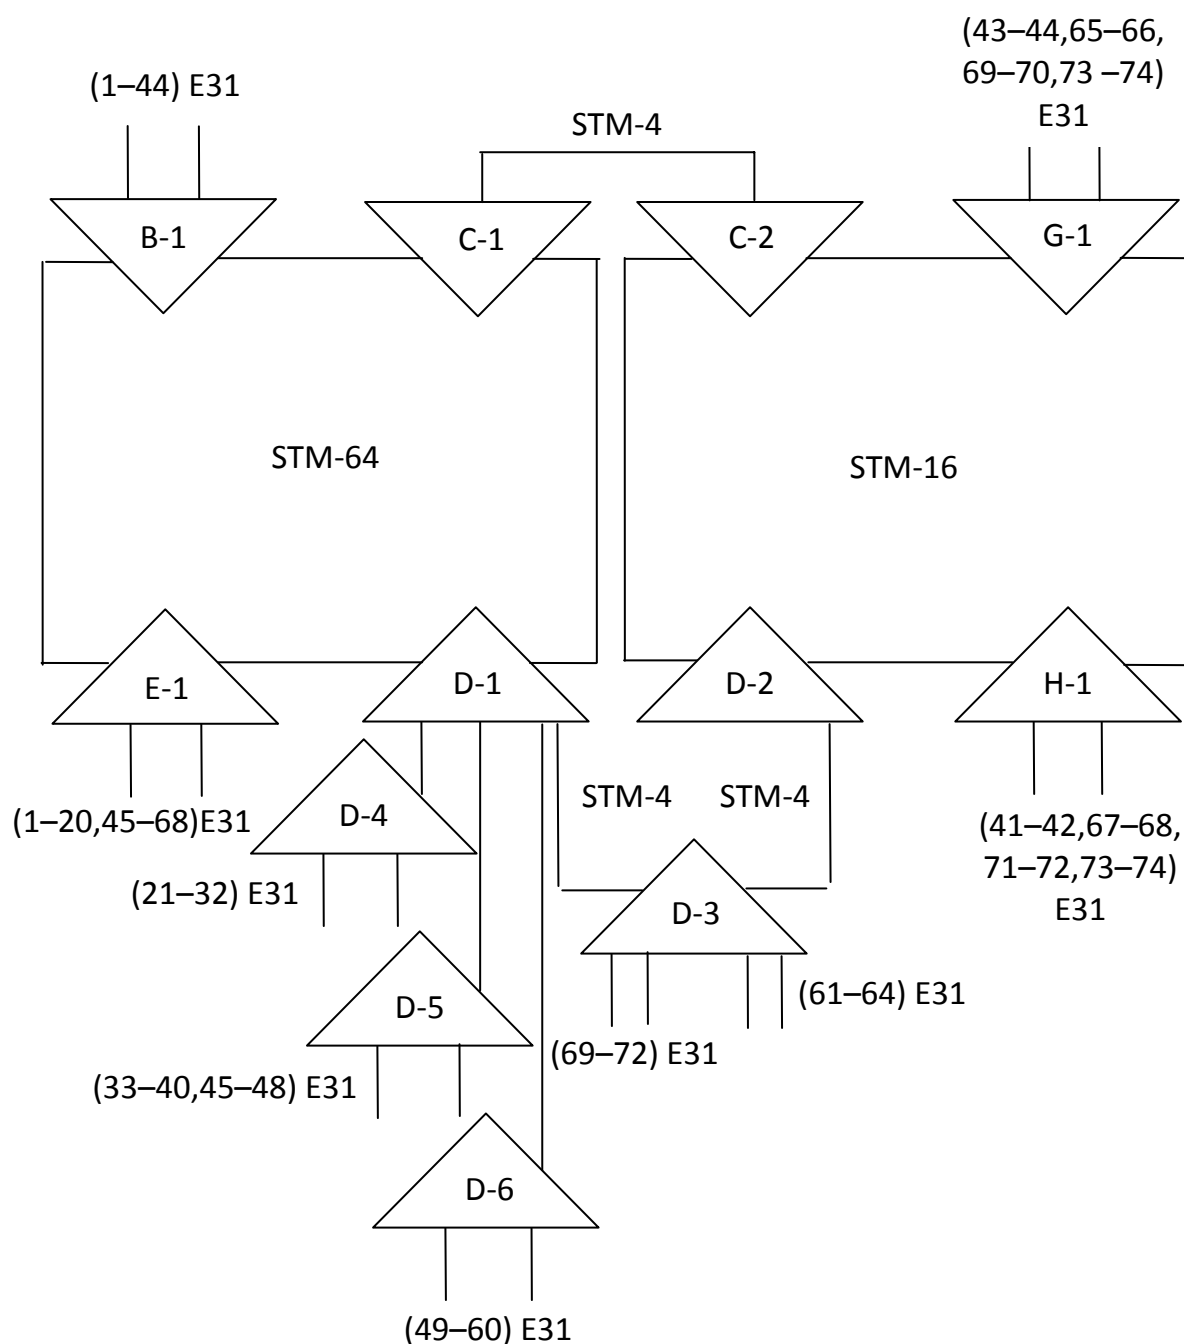 (43–44,65–66,
69–70,73 –74)
E31
(1–44) E31
STM-4
B-1
C-1
C-2
G-1
STM-64
STM-16
E-1
D-1
D-2
H-1
STM-4
STM-4
(1–20,45–68)E31
D-4
(41–42,67–68,
71–72,73–74)
E31
(21–32) E31
D-3
(61–64) E31
D-5
(69–72) E31
(33–40,45–48) E31
D-6
(49–60) E31